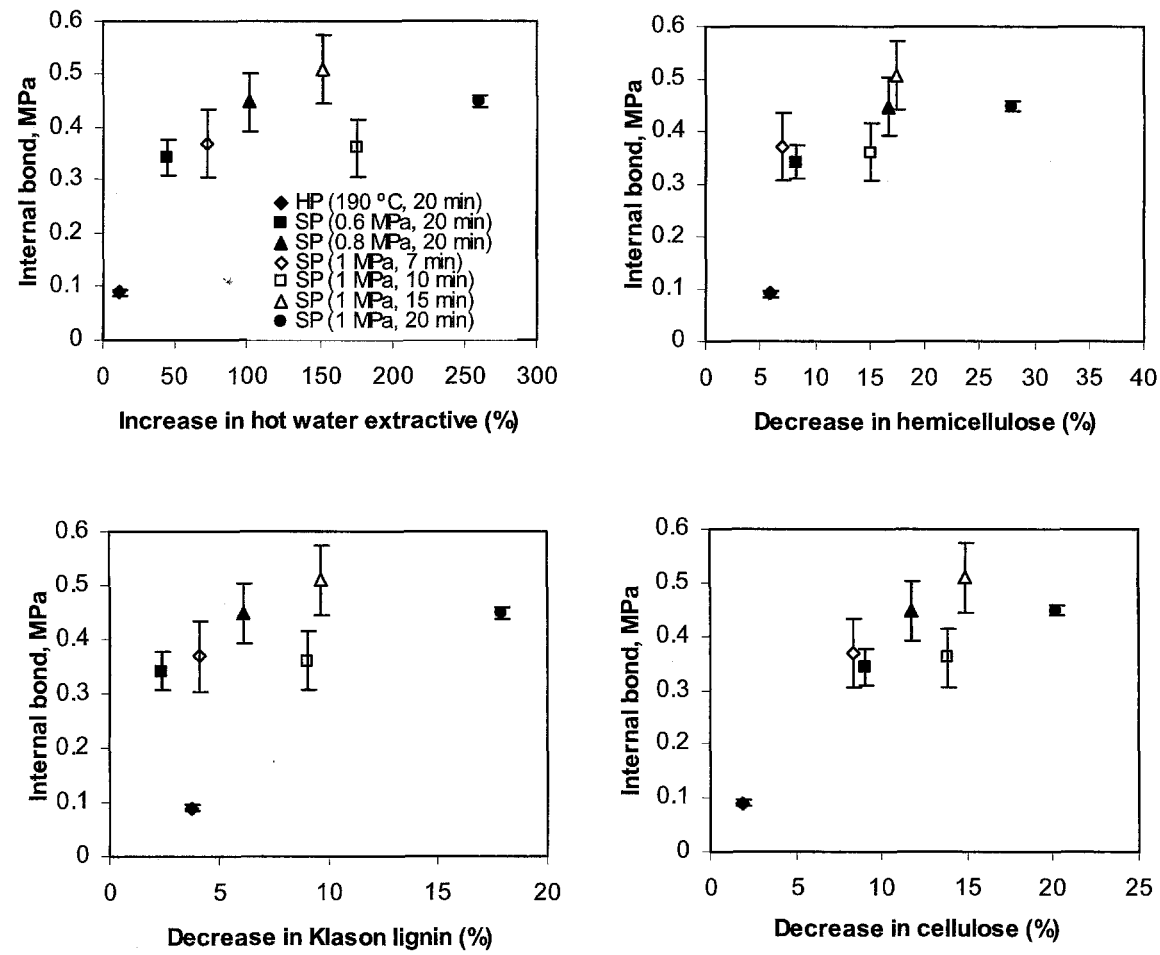 0.6
0.5
0.4
0.3
0.2
0.1
0
Internal bond, MPa
HP (190 ºC, 20 min)
SP (0.6 MPa, 20 min)
SP (0.8 MPa, 20 min)
SP (1 MPa, 7 min)
SP (1 MPa, 10 min)
SP (1 MPa, 15 min)
SP (1 MPa, 20 min)
0 50 100 150 200 250 300
Increase in hot water extractive (%)
0.6
0.5
0.4
0.3
0.2
0.1
0
Internal bond, MPa
0 5 10 15 20 25 30 35 40
Decrease in hemicellulose (%)
0.6
0.5
0.4
0.3
0.2
0.1
0
Internal bond, MPa
0 5 10 15 20
Decrease in Klason lignin (%)
0.6
0.5
0.4
0.3
0.2
0.1
0
Internal bond, MPa
0 5 10 15 20 25
Decrease in cellulose (%)